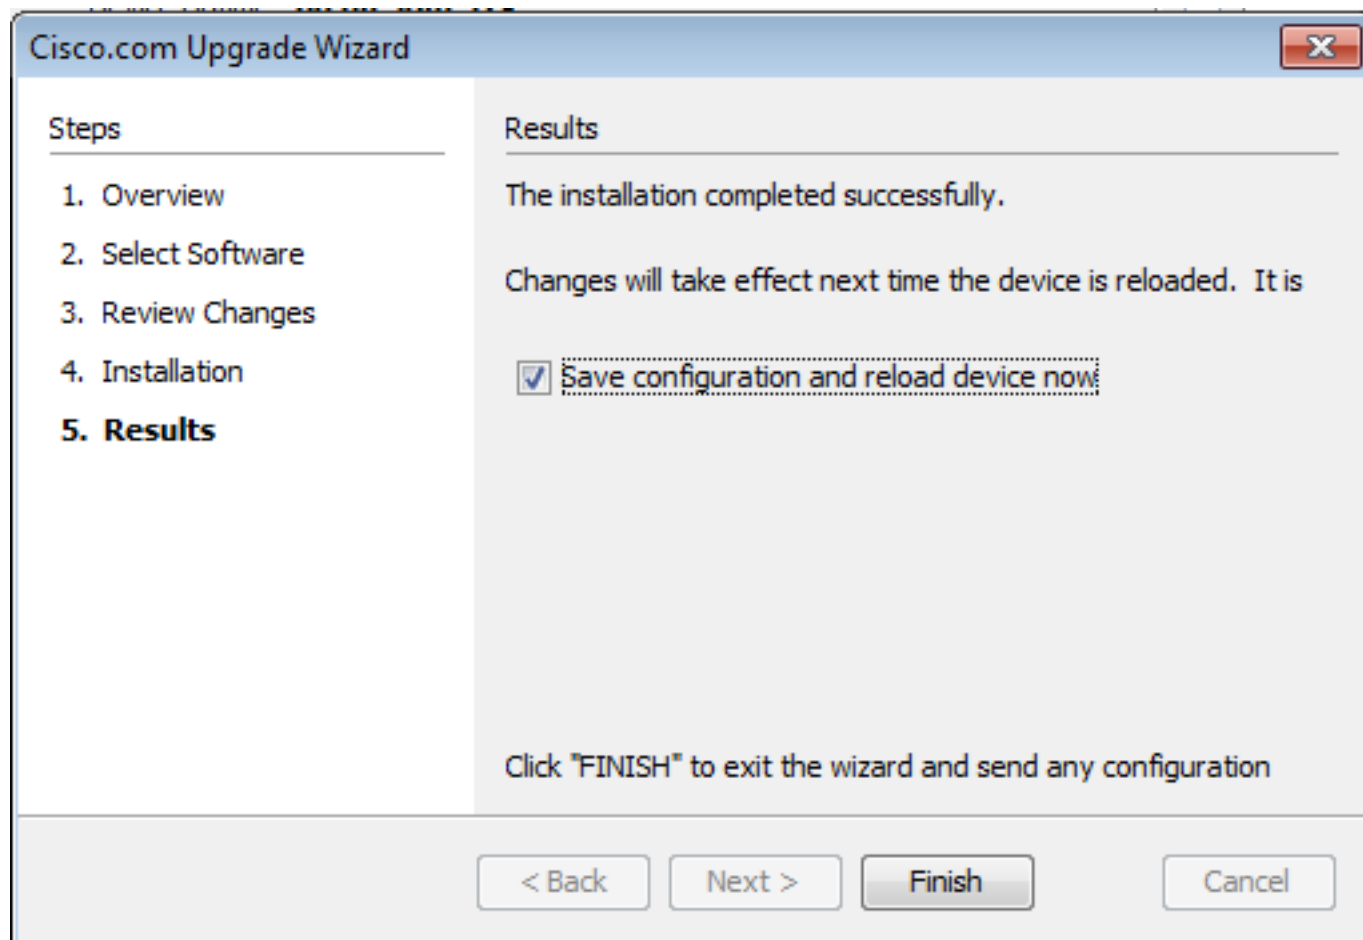 Cisco.com Upgrade Wizard
Steps
1. Overview
2. Select Software
3. Review Changes
4. Installation
5. Results
Results
The installation completed successfully.
Changes will take effect next time the device is reloaded. It is
Save configuration and reload device now
Click "FINISH" to exit the wizard and send any configuration
< Back
Next >
Finish
Cancel